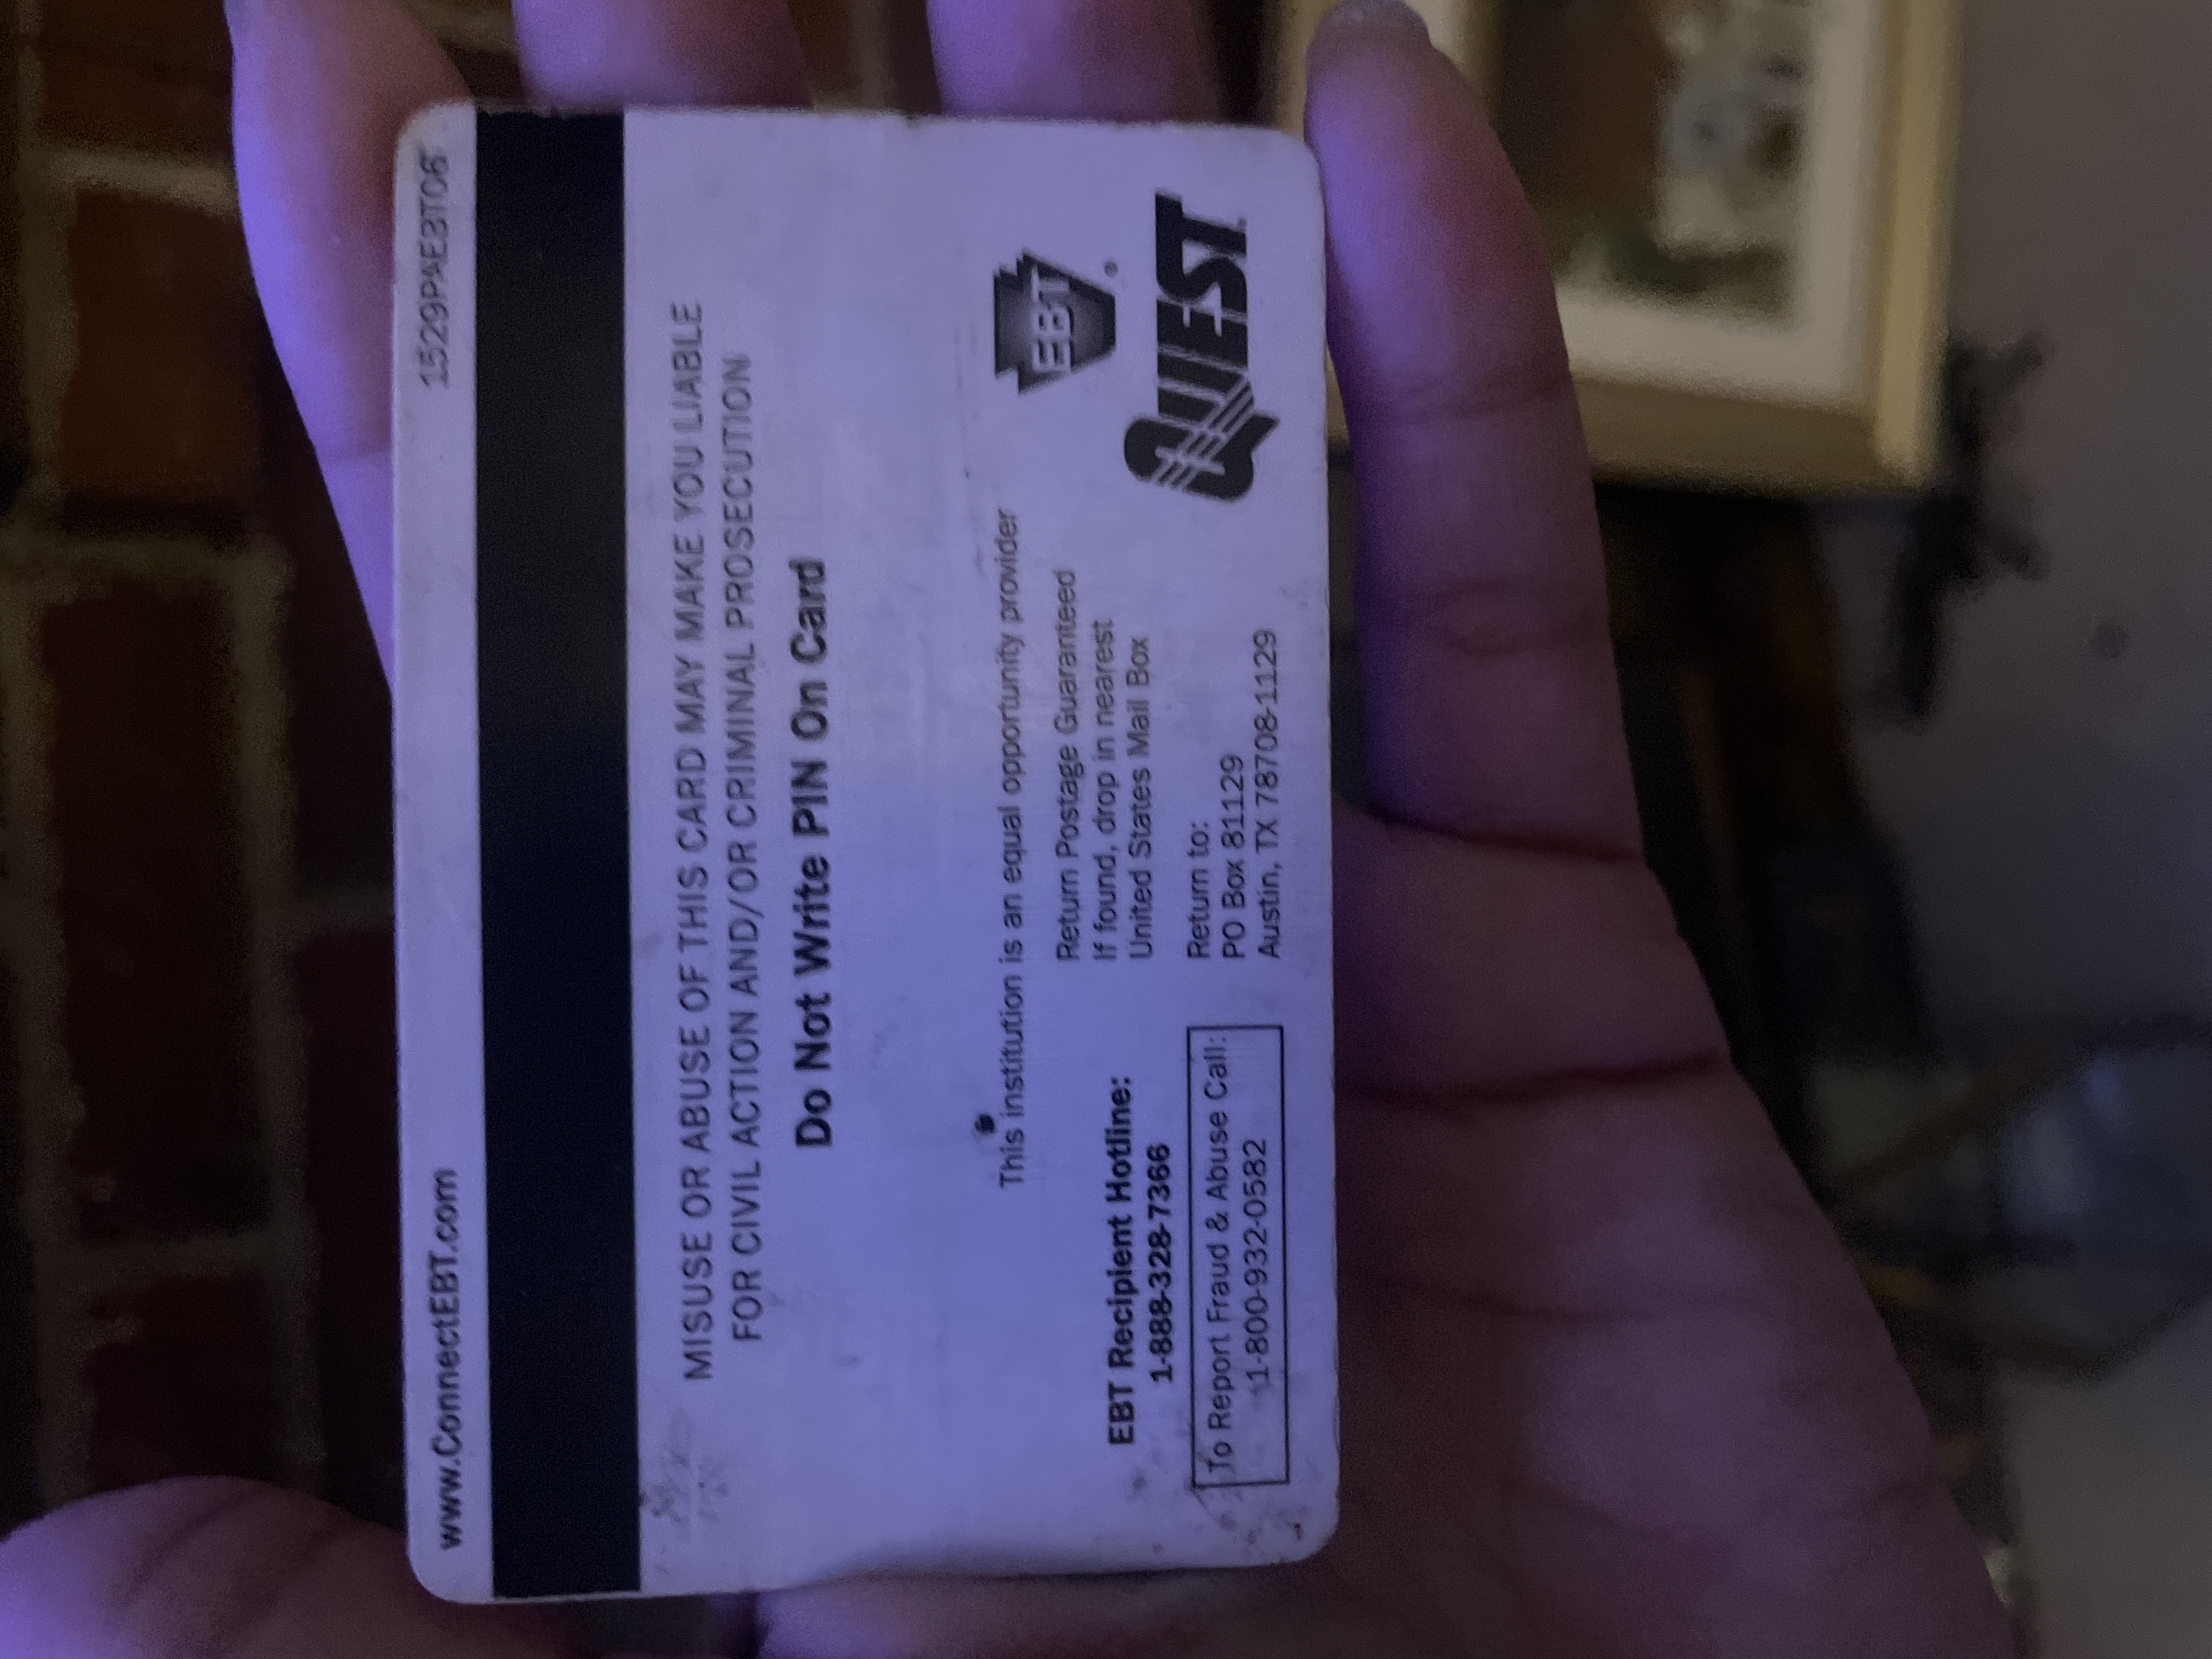 www.ConnectEBT.com
1529PAEBT06
MISUSE OR ABUSE OF THIS CARD MAY MAKE YOU LIABLE
FOR CIVIL ACTION AND/OR CRIMINAL PROSECUTION
Do Not Write PIN On Card
This institution is an equal opportunity provider
EBT Recipient Hotline:
1-888-328-7366
To Report Fraud & Abuse Call:
1-800-932-0582
Return Postage Guaranteed
If found, drop in nearest
United States Mail Box
Return to:
PO Box 81129
Austin, TX 78708-1129
EBT®
QUEST